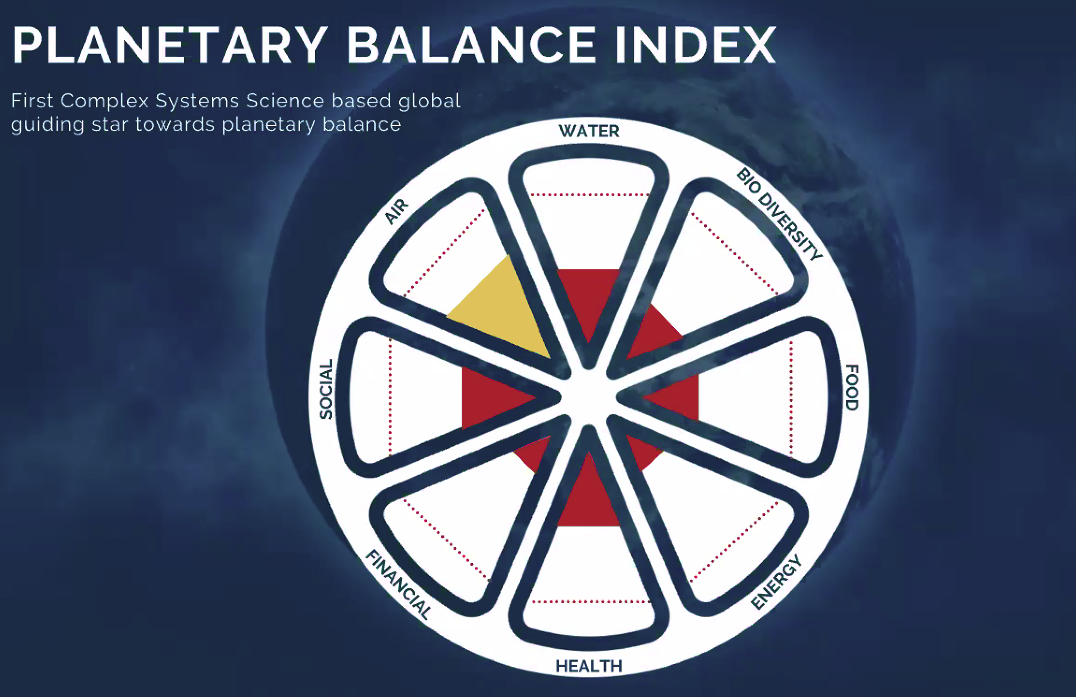 PLANETARY BALANCE INDEX
First Complex Systems Science based global
guiding star towards planetary balance
WATER
BIO DIVERSITY
AIR
FOOD
SOCIAL
ENERGY
FINANCIAL
HEALTH